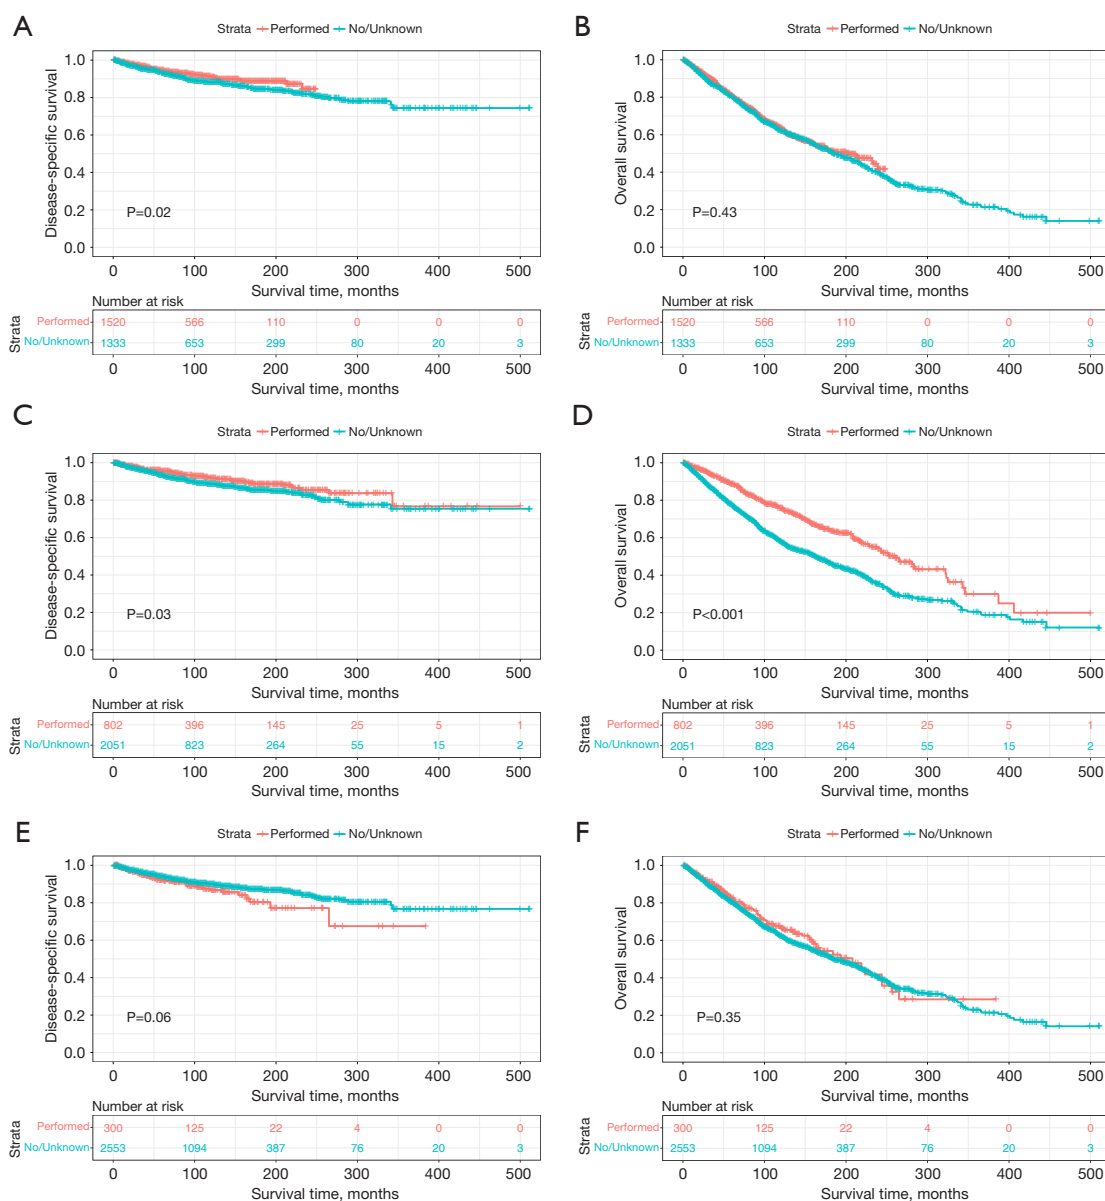 A
Strata Performed No/Unknown
Disease-specific survival
1.0
0.8
0.6
0.4
0.2
0.0
P=0.02
0 100 200 300 400 500
Survival time, months
Number at risk
Strata
Performed 1520 566 110 0 0 0
No/Unknown 1333 653 299 80 20 3
0 100 200 300 400 500
Survival time, months
B
Strata Performed No/Unknown
Overall survival
1.0
0.8
0.6
0.4
0.2
0.0
P=0.43
0 100 200 300 400 500
Survival time, months
Number at risk
Strata
Performed 1520 566 110 0 0 0
No/Unknown 1333 653 299 80 20 3
0 100 200 300 400 500
Survival time, months
C
Strata Performed No/Unknown
Disease-specific survival
1.0
0.8
0.6
0.4
0.2
0.0
P=0.03
0 100 200 300 400 500
Survival time, months
Number at risk
Strata
Performed 802 396 145 25 5 1
No/Unknown 2051 823 264 55 15 2
0 100 200 300 400 500
Survival time, months
D
Strata Performed No/Unknown
Overall survival
1.0
0.8
0.6
0.4
0.2
0.0
P<0.001
0 100 200 300 400 500
Survival time, months
Number at risk
Strata
Performed 802 396 145 25 5 1
No/Unknown 2051 823 264 55 15 2
0 100 200 300 400 500
Survival time, months
E
Strata Performed No/Unknown
Disease-specific survival
1.0
0.8
0.6
0.4
0.2
0.0
P=0.06
0 100 200 300 400 500
Survival time, months
Number at risk
Strata
Performed 300 125 22 4 0 0
No/Unknown 2553 1094 387 76 20 3
0 100 200 300 400 500
Survival time, months
F
Strata Performed No/Unknown
Overall survival
1.0
0.8
0.6
0.4
0.2
0.0
P=0.35
0 100 200 300 400 500
Survival time, months
Number at risk
Strata
Performed 300 125 22 4 0 0
No/Unknown 2553 1094 387 76 20 3
0 100 200 300 400 500
Survival time, months